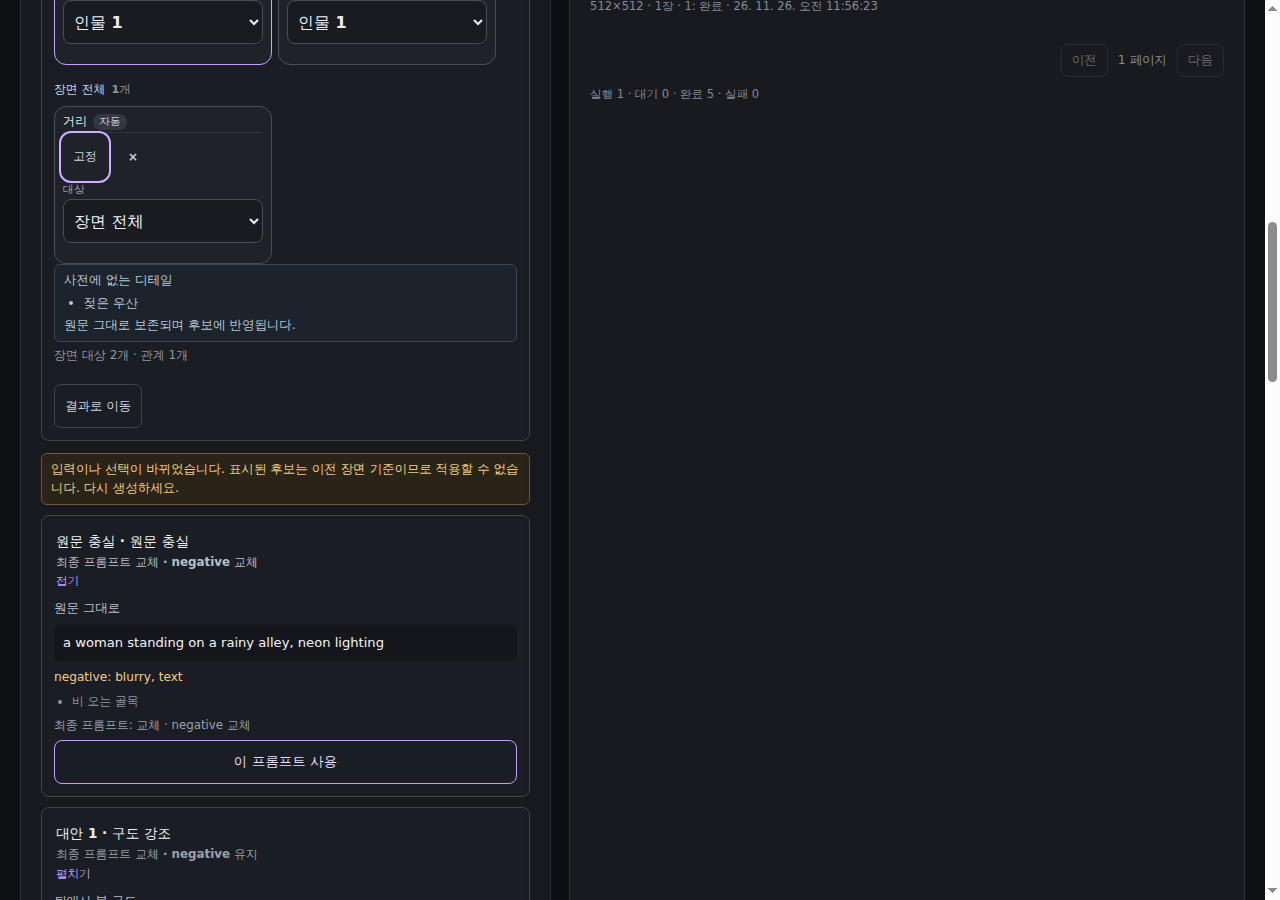 인물 1
인물 1
장면 전체 1개
거리 자동
고정 ×
대상
장면 전체
사전에 없는 디테일
• 젖은 우산
원문 그대로 보존되며 후보에 반영됩니다.
장면 대상 2개 · 관계 1개
결과로 이동
입력이나 선택이 바뀌었습니다. 표시된 후보는 이전 장면 기준이므로 적용할 수 없습
니다. 다시 생성하세요.
원문 충실 · 원문 충실
최종 프롬프트 교체 · negative 교체
접기
원문 그대로
a woman standing on a rainy alley, neon lighting
negative: blurry, text
• 비 오는 골목
최종 프롬프트: 교체 · negative 교체
이 프롬프트 사용
대안 1 · 구도 강조
최종 프롬프트 교체 · negative 유지
펼치기
512×512 · 1장 · 1: 완료 · 26. 11. 26. 오전 11:56:23
이전 1 페이지 다음
실행 1 · 대기 0 · 완료 5 · 실패 0